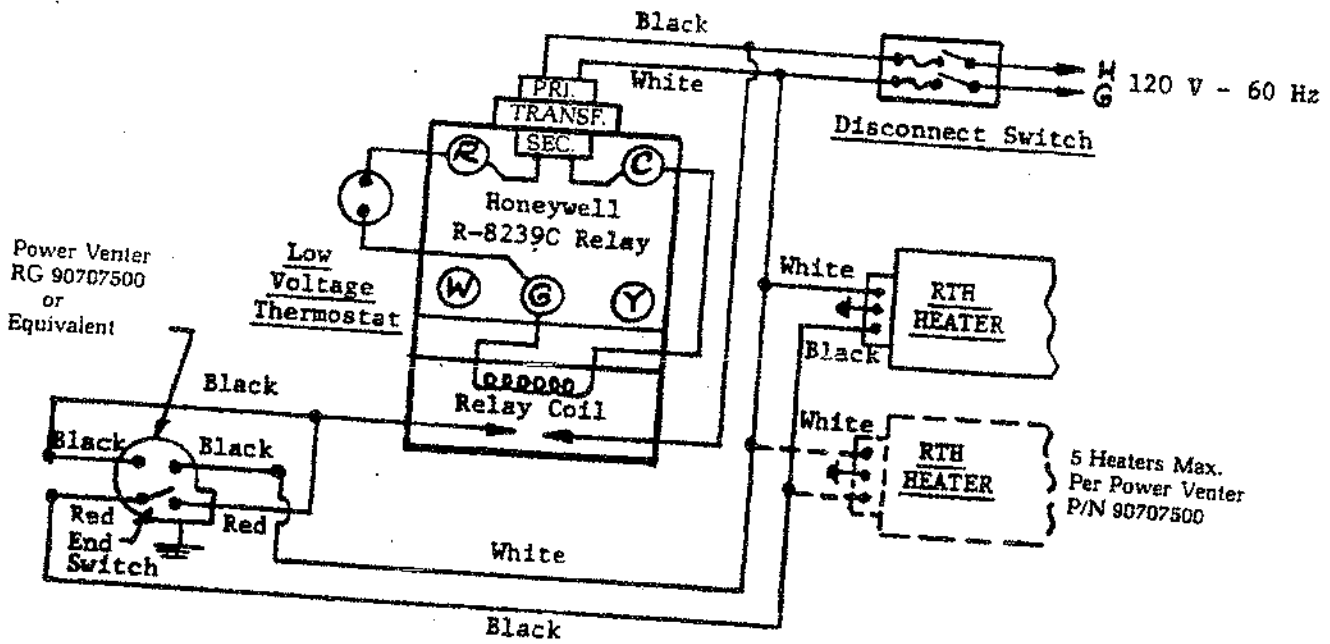 Black
White
PRI.
TRANSF.
SEC.
R
C
H
G
120 V - 60 Hz
Disconnect Switch
Honeywell
R-8239C Relay
Power Venter
RG 90707500
or
Equivalent
Low
Voltage
Thermostat
W
G
Y
White
RTH
HEATER
Black
Relay Coil
Black
Black
Black
White
RTH
HEATER
5 Heaters Max.
Per Power Venter
P/N 90707500
Red
End
Switch
Red
White
Black